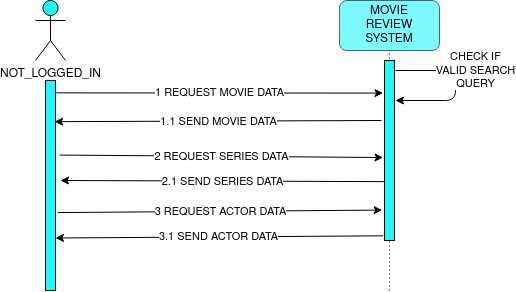 MOVIE
REVIEW
SYSTEM
CHECK IF
VALID SEARCH
QUERY
NOT_LOGGED_IN
1 REQUEST MOVIE DATA
1.1 SEND MOVIE DATA
2 REQUEST SERIES DATA
2.1 SEND SERIES DATA
3 REQUEST ACTOR DATA
3.1 SEND ACTOR DATA